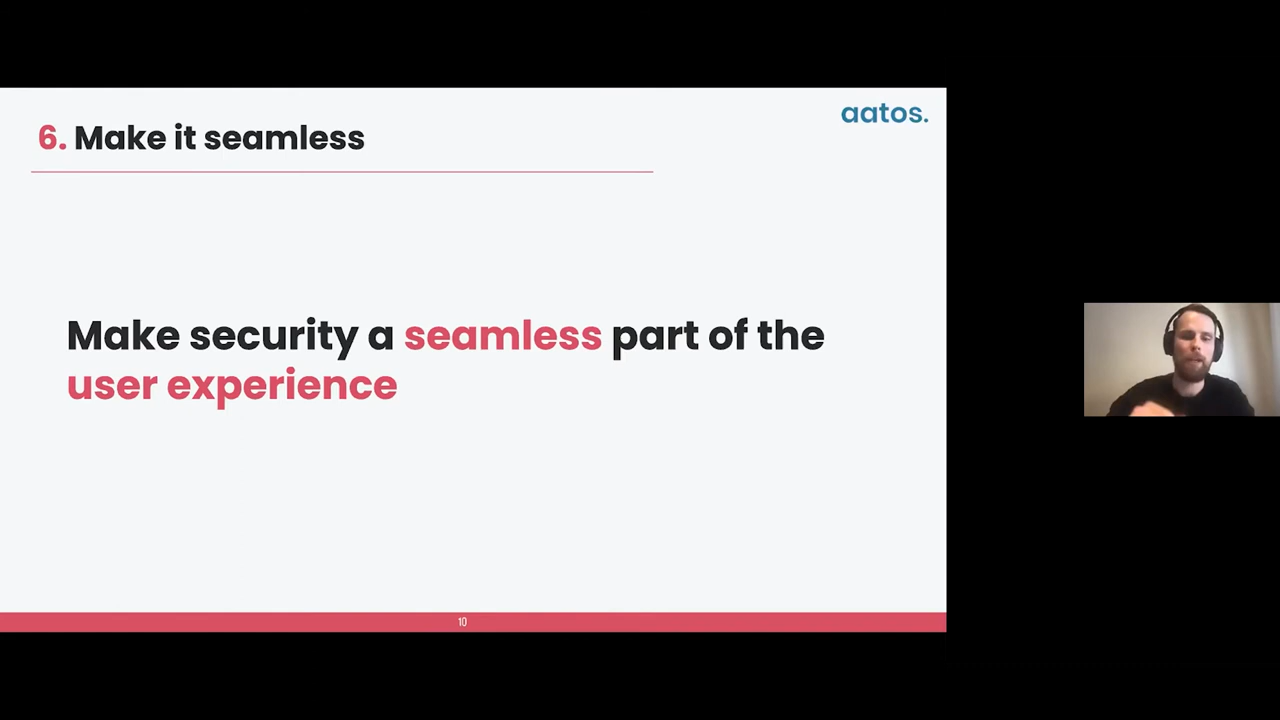 aatos.
6. Make it seamless
Make security a seamless part of the
user experience
10